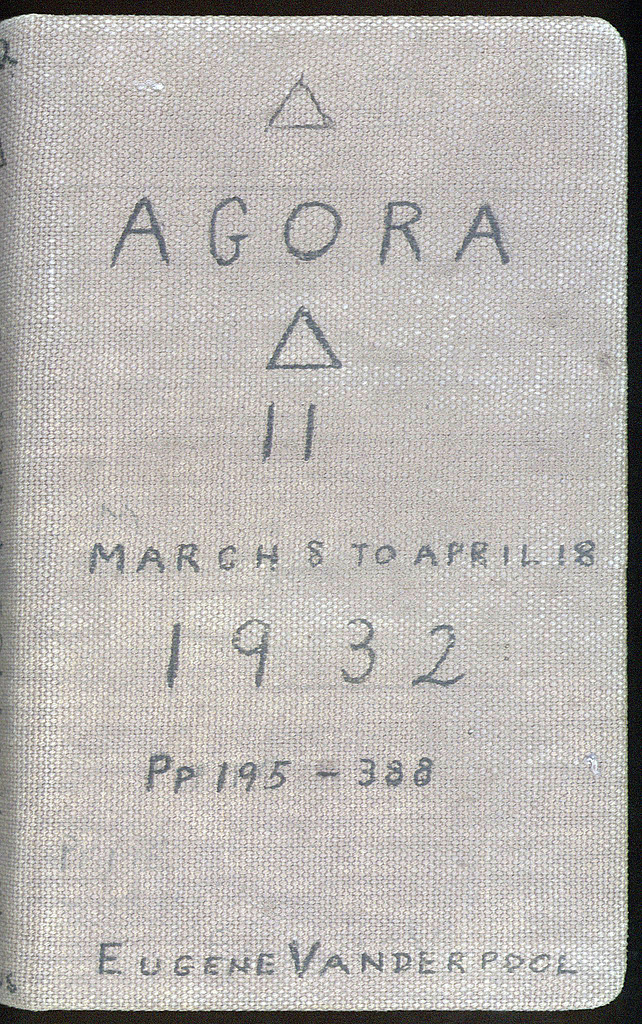 Δ
AGORA
Δ
II
MARCH 8 TO APRIL 18
1932
Pp 195 - 388
EUGENE VANDERPOOL